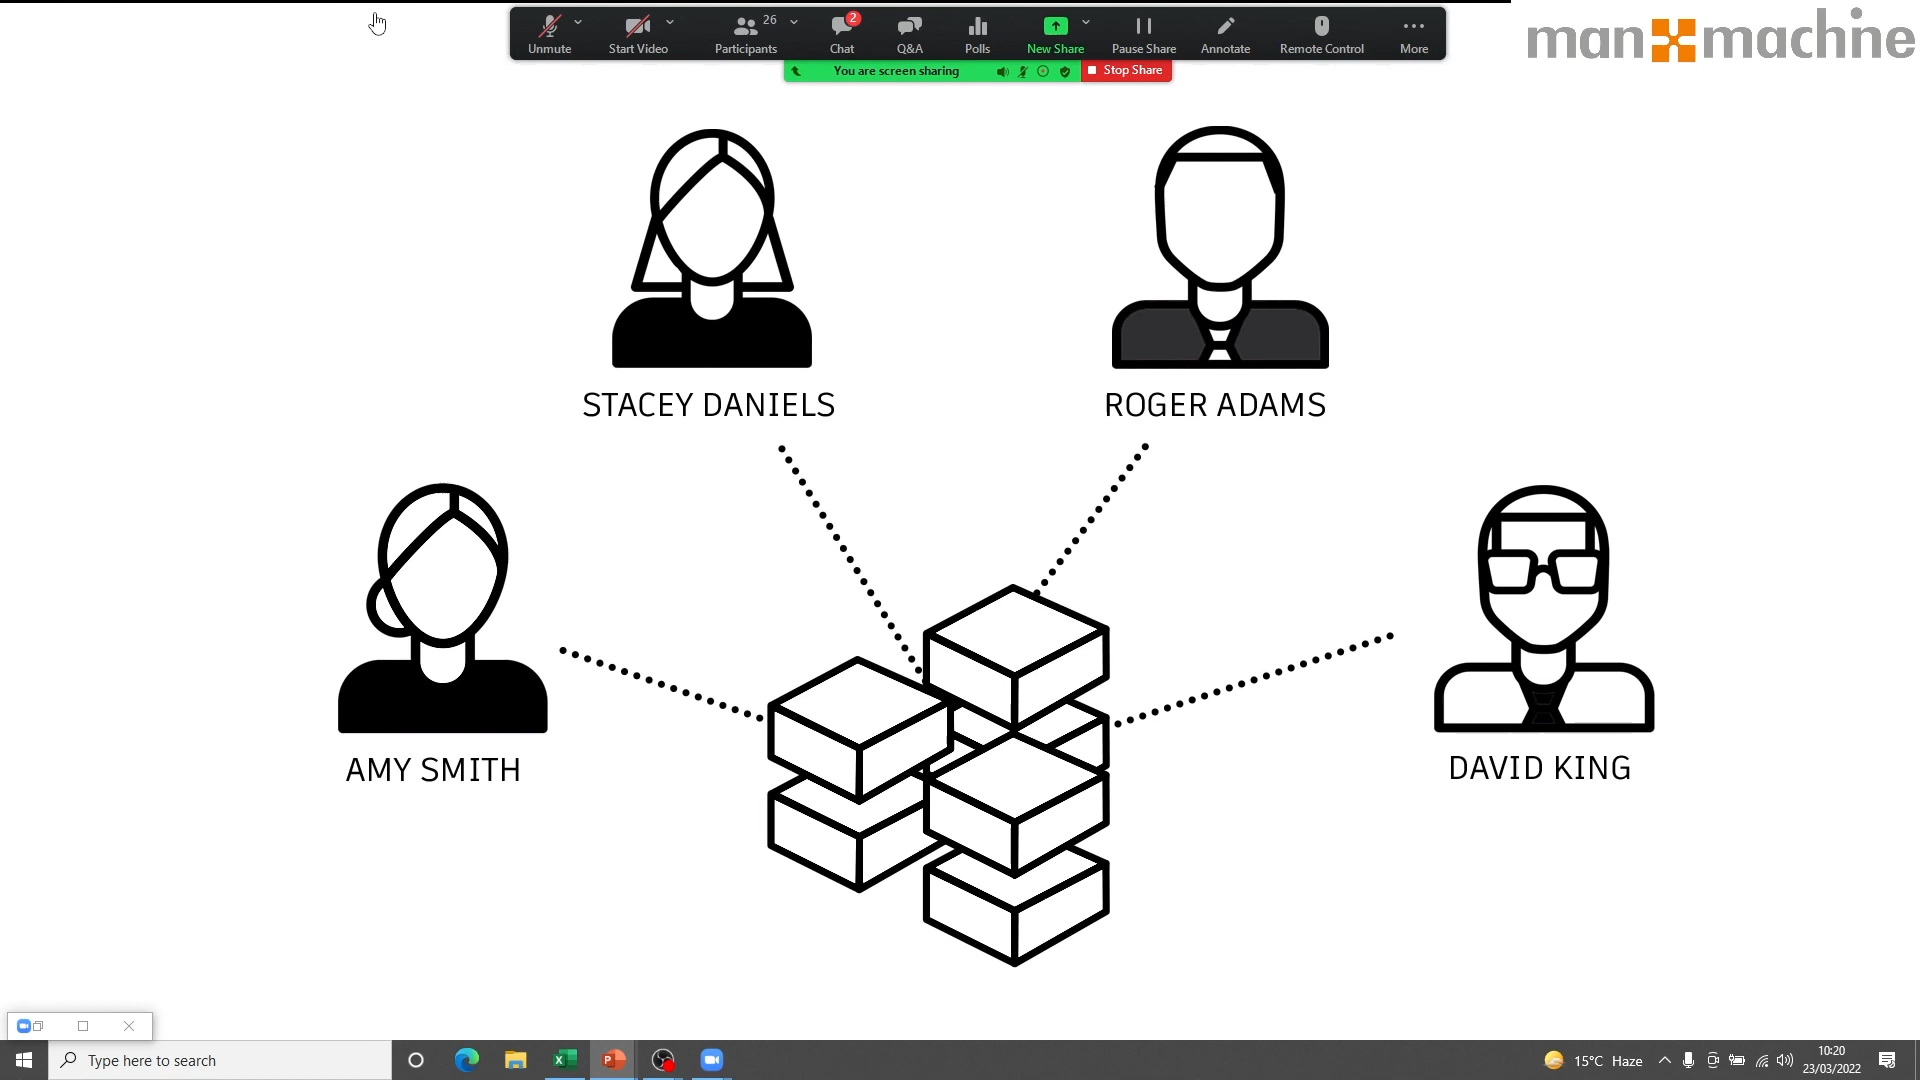 26
2
Unmute
Start Video
Participants
Chat
Q&A
Polls
New Share
Pause Share
Annotate
Remote Control
More
man machine
You are screen sharing
Stop Share
STACEY DANIELS
ROGER ADAMS
AMY SMITH
DAVID KING
Type here to search
X
P
15°C Haze
10:20
23/03/2022